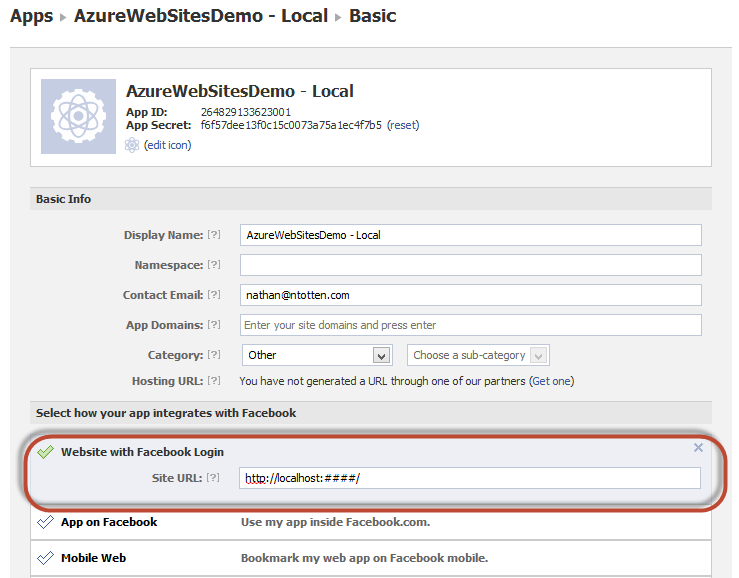 Apps ▸ AzureWebSitesDemo - Local ▸ Basic
AzureWebSitesDemo - Local
App ID: 264829133623001
App Secret: f6f57dee13f0c15c0073a75a1ec4f7b5 (reset)
(edit icon)
Basic Info
Display Name: [?] AzureWebSitesDemo - Local
Namespace: [?]
Contact Email: [?] nathan@ntotten.com
App Domains: [?] Enter your site domains and press enter
Category: [?] Other Choose a sub-category
Hosting URL: [?] You have not generated a URL through one of our partners (Get one)
Select how your app integrates with Facebook
Website with Facebook Login
Site URL: [?] http://localhost:####/
App on Facebook Use my app inside Facebook.com.
Mobile Web Bookmark my web app on Facebook mobile.